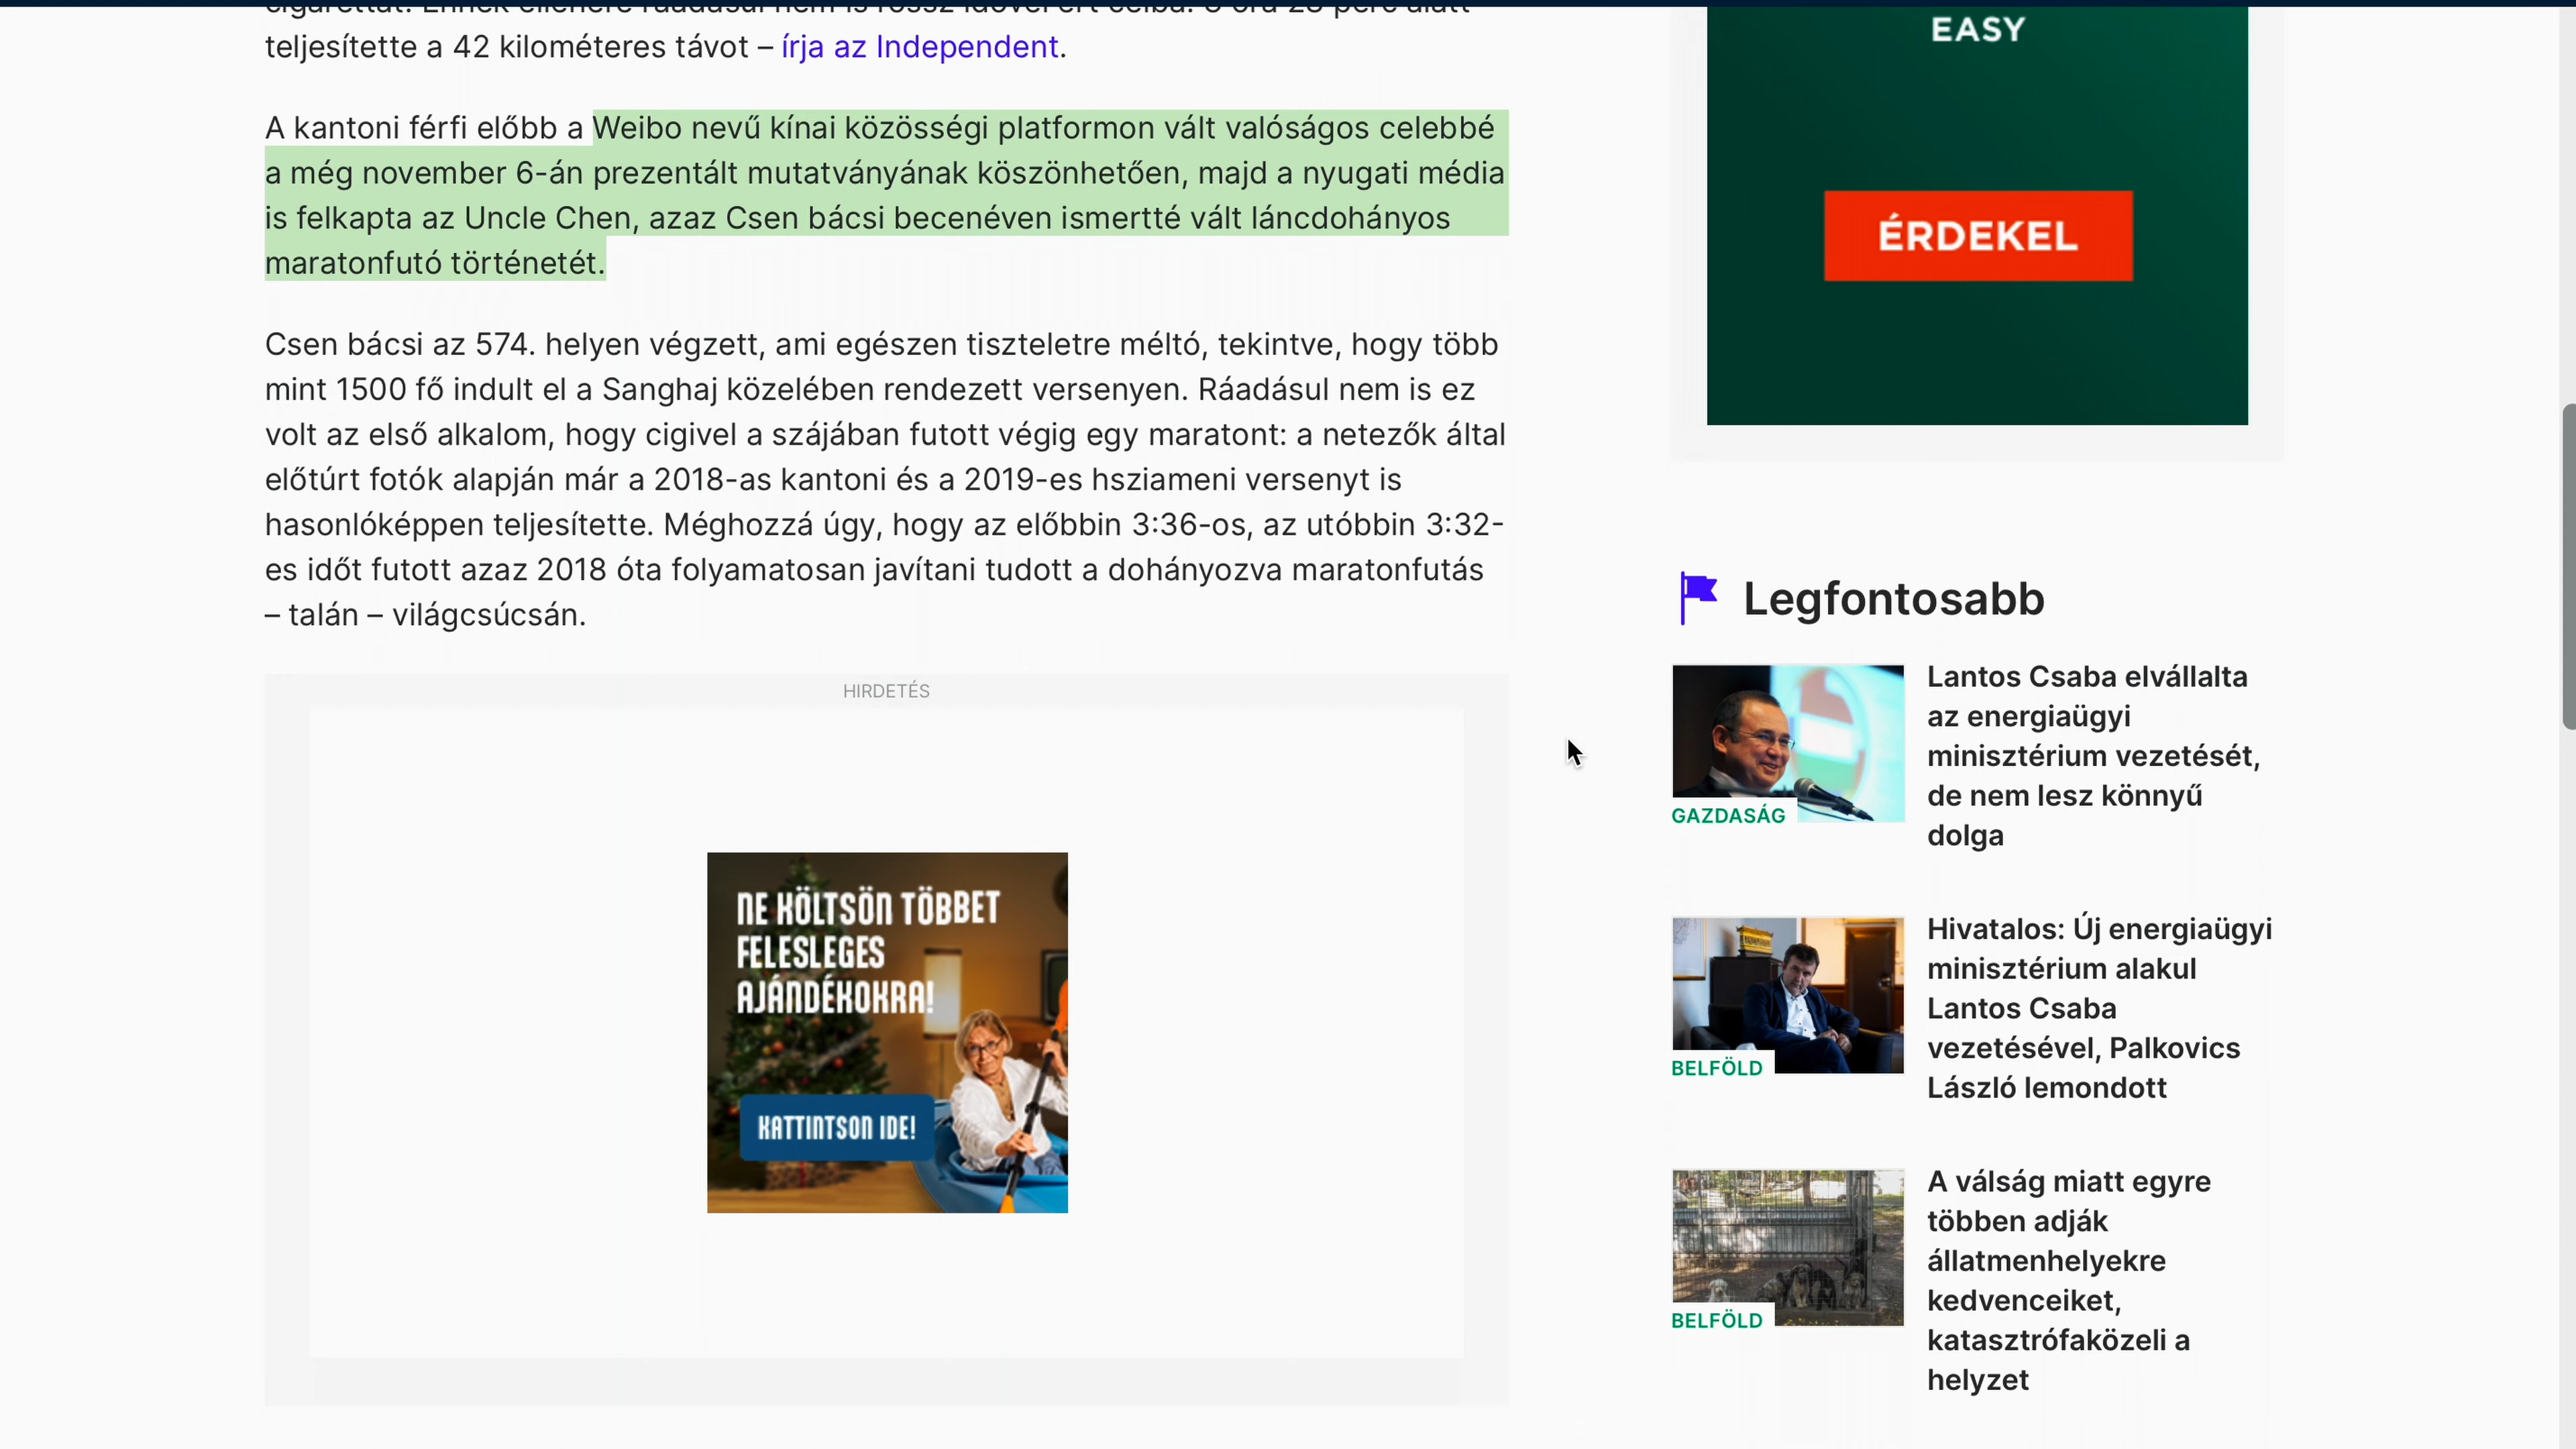 teljesítette a 42 kilométeres távot – írja az Independent.
A kantoni férfi előbb a Weibo nevű kínai közösségi platformon vált valóságos celebbé
a még november 6-án prezentált mutatványának köszönhetően, majd a nyugati média
is felkapta az Uncle Chen, azaz Csen bácsi becenéven ismertté vált láncdohányos
maratonfutó történetét.
Csen bácsi az 574. helyen végzett, ami egészen tiszteletre méltó, tekintve, hogy több
mint 1500 fő indult el a Sanghaj közelében rendezett versenyen. Ráadásul nem is ez
volt az első alkalom, hogy cigivel a szájában futott végig egy maratont: a netezők által
előtúrt fotók alapján már a 2018-as kantoni és a 2019-es hsziameni versenyt is
hasonlóképpen teljesítette. Méghozzá úgy, hogy az előbbin 3:36-os, az utóbbin 3:32-
es időt futott azaz 2018 óta folyamatosan javítani tudott a dohányozva maratonfutás
– talán – világcsúcsán.
HIRDETÉS
NE KÖLTSÖN TÖBBET
FELESLEGES
AJÁNDÉKOKRA!
KATTINTSON IDE!
EASY
ÉRDEKEL
Legfontosabb
Lantos Csaba elvállalta
az energiaügyi
minisztérium vezetését,
de nem lesz könnyű
dolga
GAZDASÁG
Hivatalos: Új energiaügyi
minisztérium alakul
Lantos Csaba
vezetésével, Palkovics
László lemondott
BELFÖLD
A válság miatt egyre
többen adják
állatmenhelyekre
kedvenceiket,
katasztrófaközeli a
helyzet
BELFÖLD